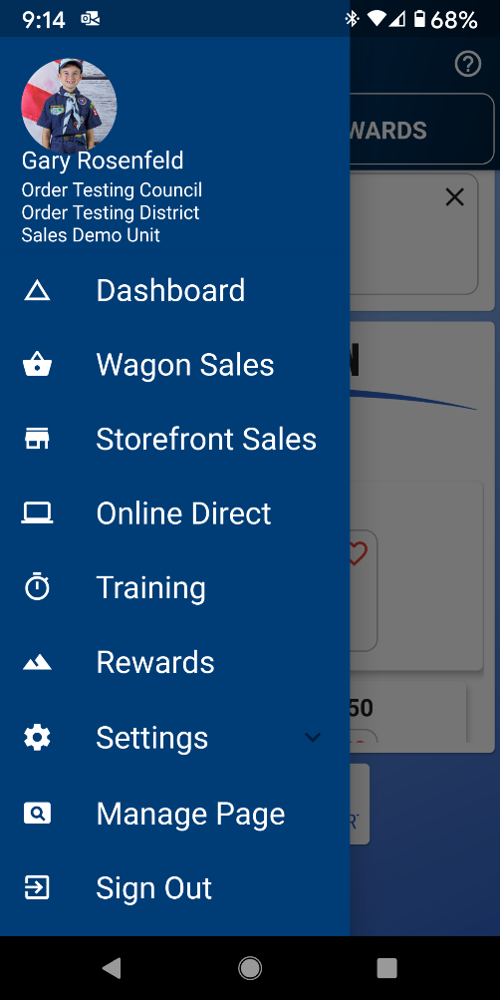 9:14
68%
WARDS
Gary Rosenfeld
Order Testing Council
Order Testing District
Sales Demo Unit
Dashboard
Wagon Sales
N
Storefront Sales
Online Direct
Training
Rewards
50
Settings
Manage Page
R
Sign Out